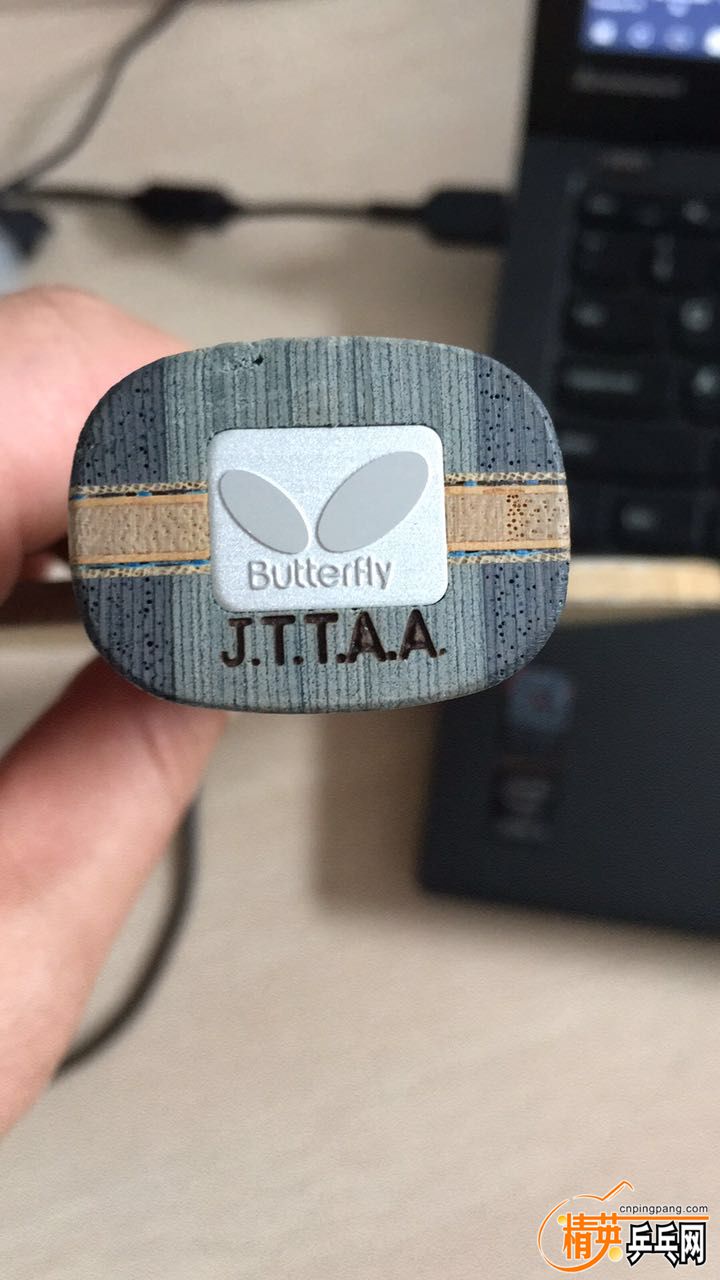 Butterfly
J.T.T.A.A.
cnpingpang.com
精英乒乓网